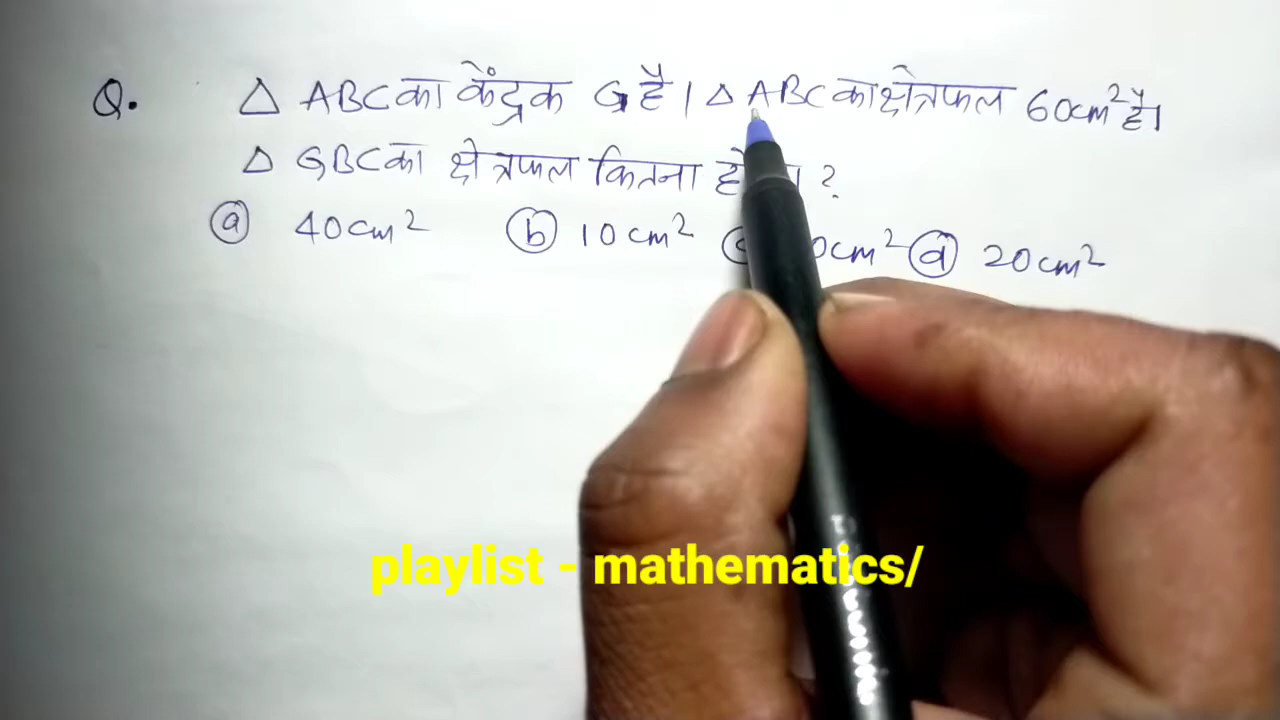 Q. △ ABC का केंद्रक G है । △ ABC का क्षेत्रफल 60cm² है।
△ GBC का क्षेत्रफल कितना ?
ⓐ 40cm² ⓑ 10cm² ⓓ 20cm²
playlist - mathematics/